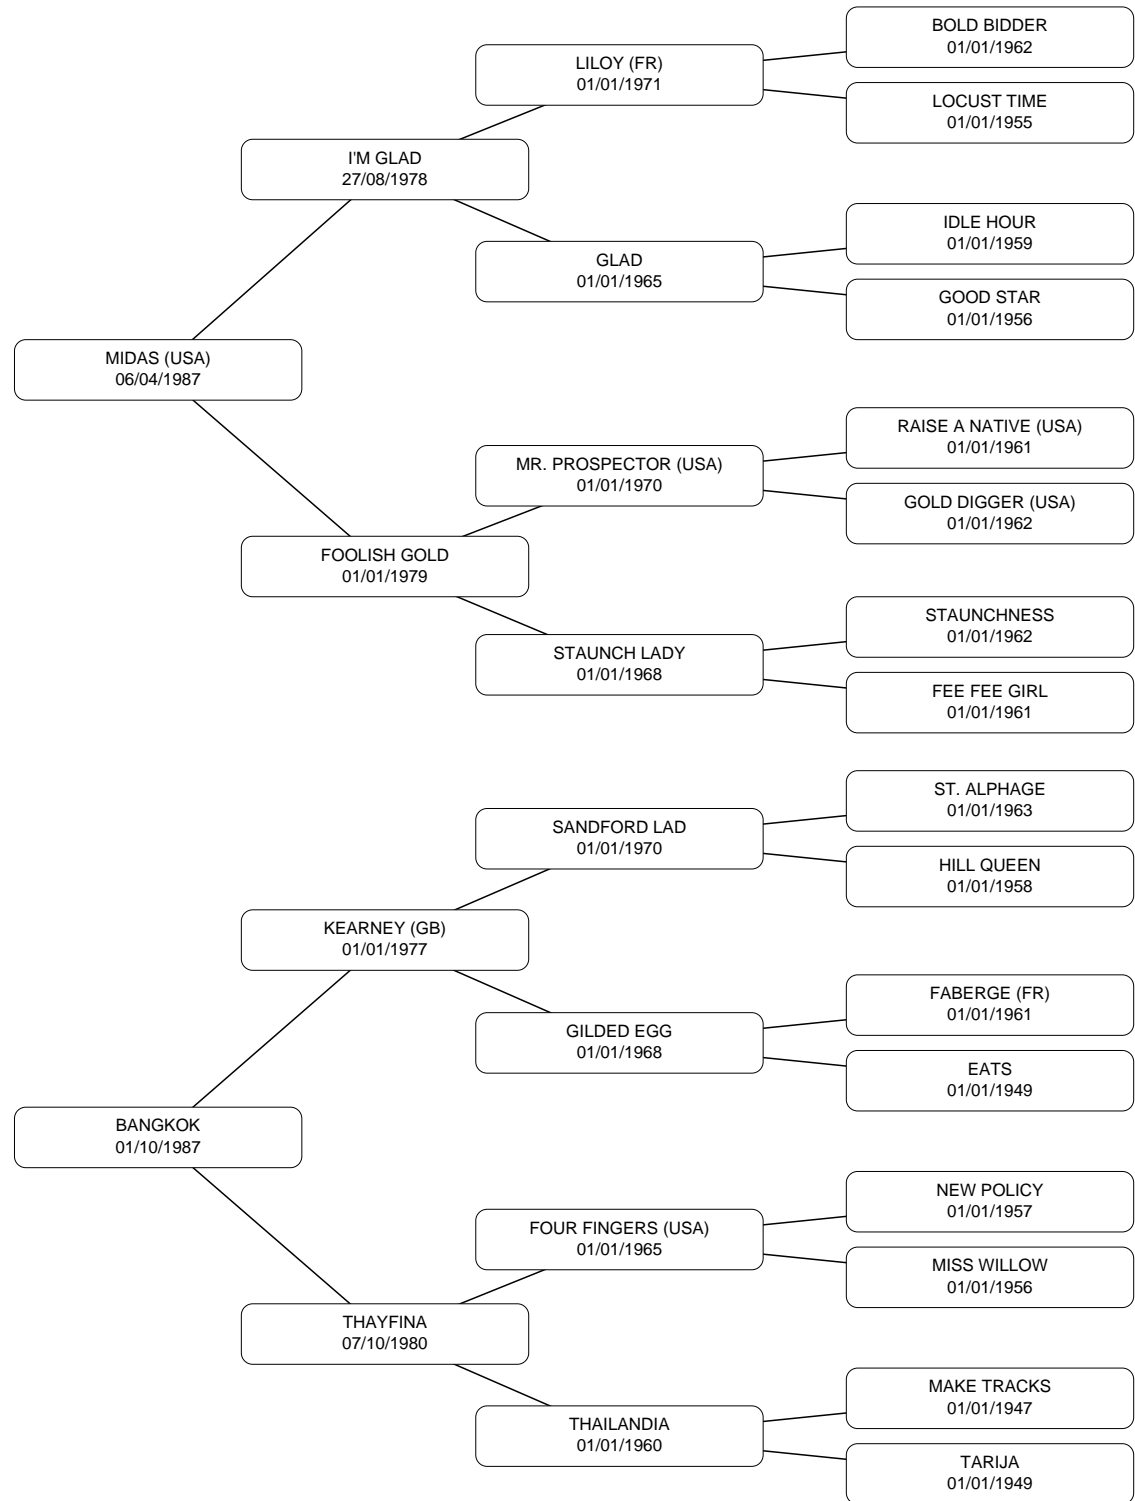 BOLD BIDDER
01/01/1962
LILOY (FR)
01/01/1971
LOCUST TIME
01/01/1955
I'M GLAD
27/08/1978
IDLE HOUR
01/01/1959
GLAD
01/01/1965
GOOD STAR
01/01/1956
MIDAS (USA)
06/04/1987
RAISE A NATIVE (USA)
01/01/1961
MR. PROSPECTOR (USA)
01/01/1970
GOLD DIGGER (USA)
01/01/1962
FOOLISH GOLD
01/01/1979
STAUNCHNESS
01/01/1962
STAUNCH LADY
01/01/1968
FEE FEE GIRL
01/01/1961
ST. ALPHAGE
01/01/1963
SANDFORD LAD
01/01/1970
HILL QUEEN
01/01/1958
KEARNEY (GB)
01/01/1977
FABERGE (FR)
01/01/1961
GILDED EGG
01/01/1968
EATS
01/01/1949
BANGKOK
01/10/1987
NEW POLICY
01/01/1957
FOUR FINGERS (USA)
01/01/1965
MISS WILLOW
01/01/1956
THAYFINA
07/10/1980
MAKE TRACKS
01/01/1947
THAILANDIA
01/01/1960
TARIJA
01/01/1949